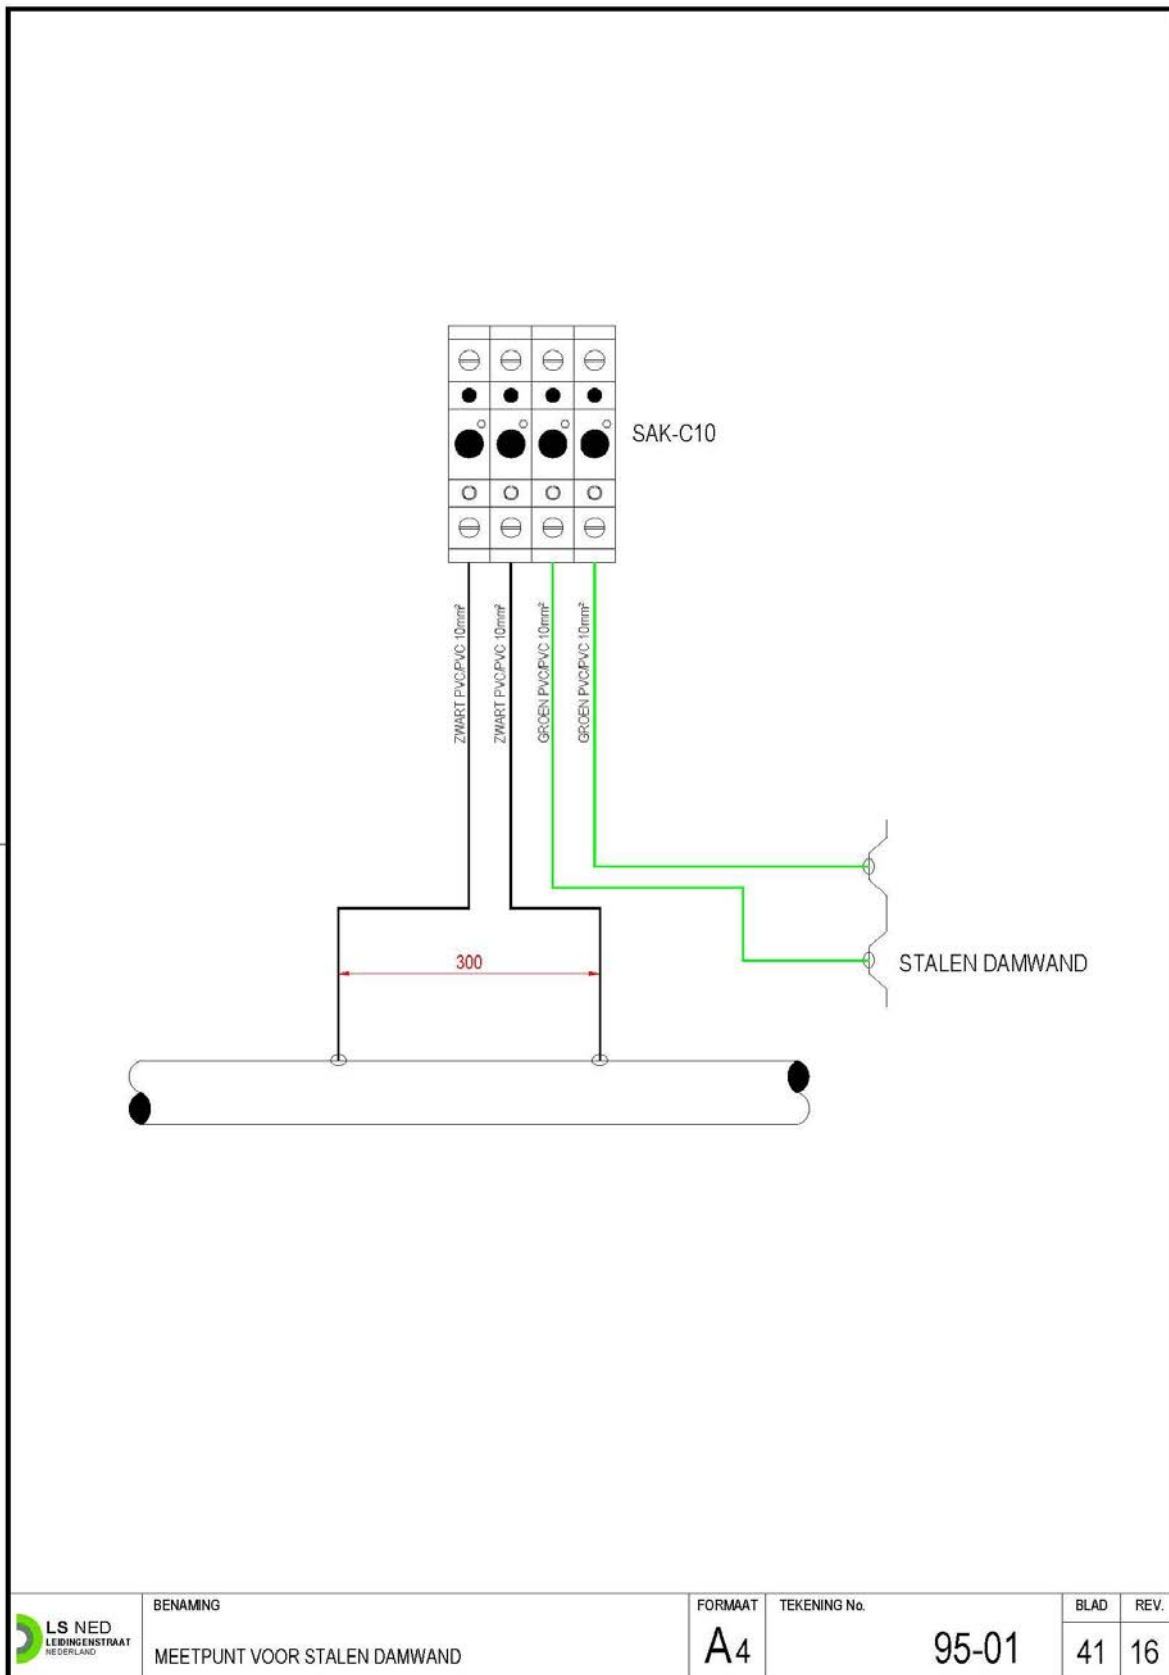 SAK-C10
ZWART PVC/PVC 10mm²
ZWART PVC/PVC 10mm²
GROEN PVC/PVC 10mm²
GROEN PVC/PVC 10mm²
300
STALEN DAMWAND
LS NED
LEIDINGENSTRAAT
NEDERLAND
BENAMING
MEETPUNT VOOR STALEN DAMWAND
FORMAAT
A4
TEKENING No.
95-01
BLAD
41
REV.
16